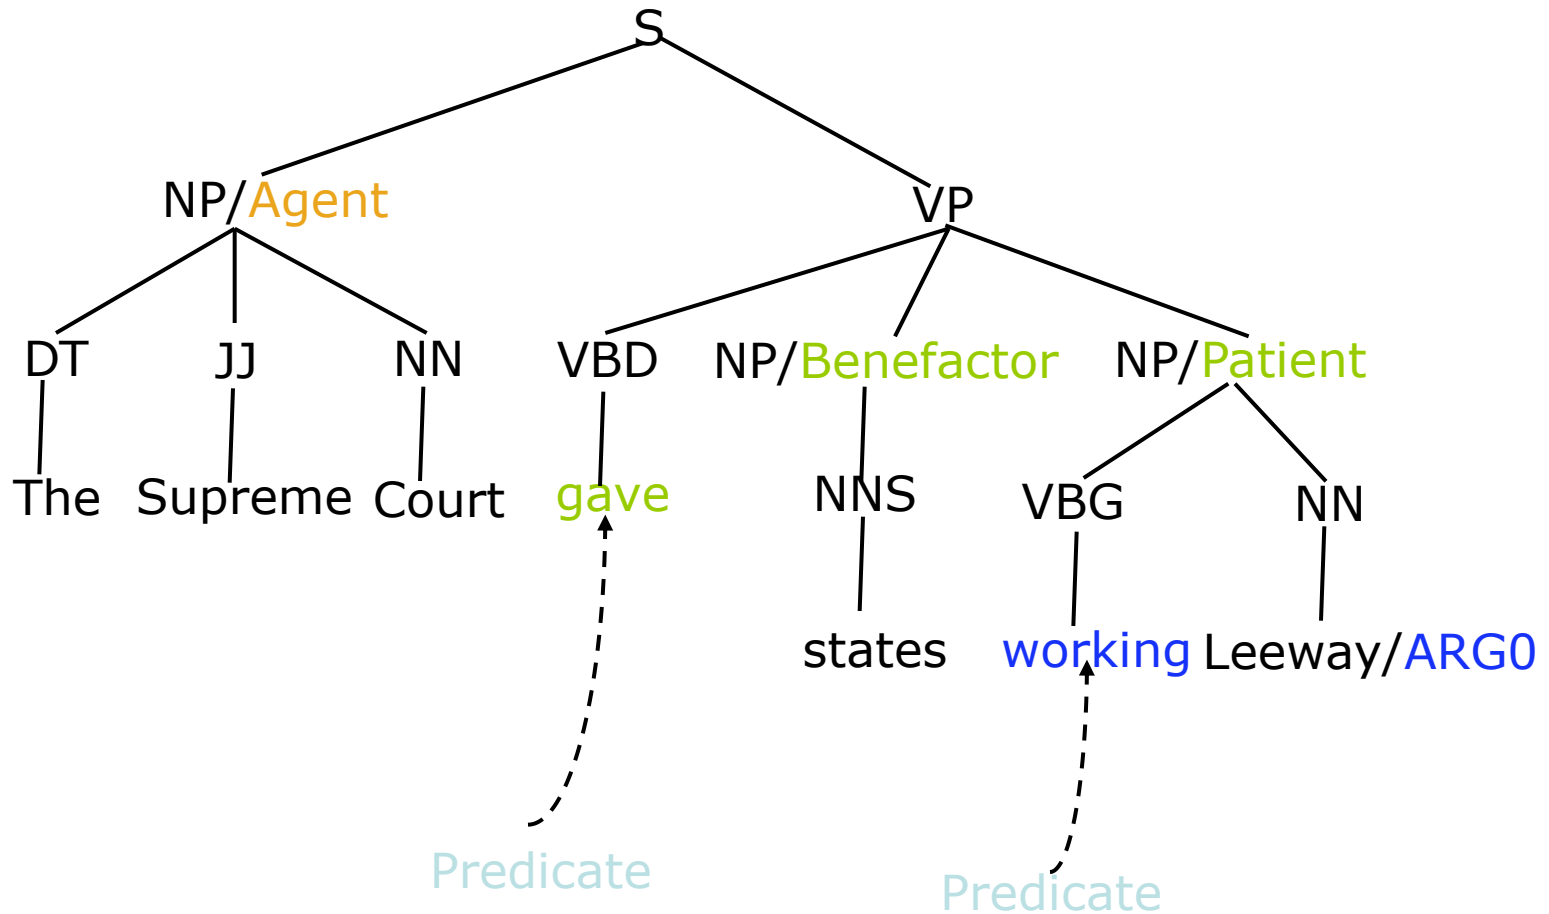 S
NP/Agent VP
DT JJ NN VBD NP/Benefactor NP/Patient
The Supreme Court gave NNS VBG NN
states working Leeway/ARG0
Predicate Predicate